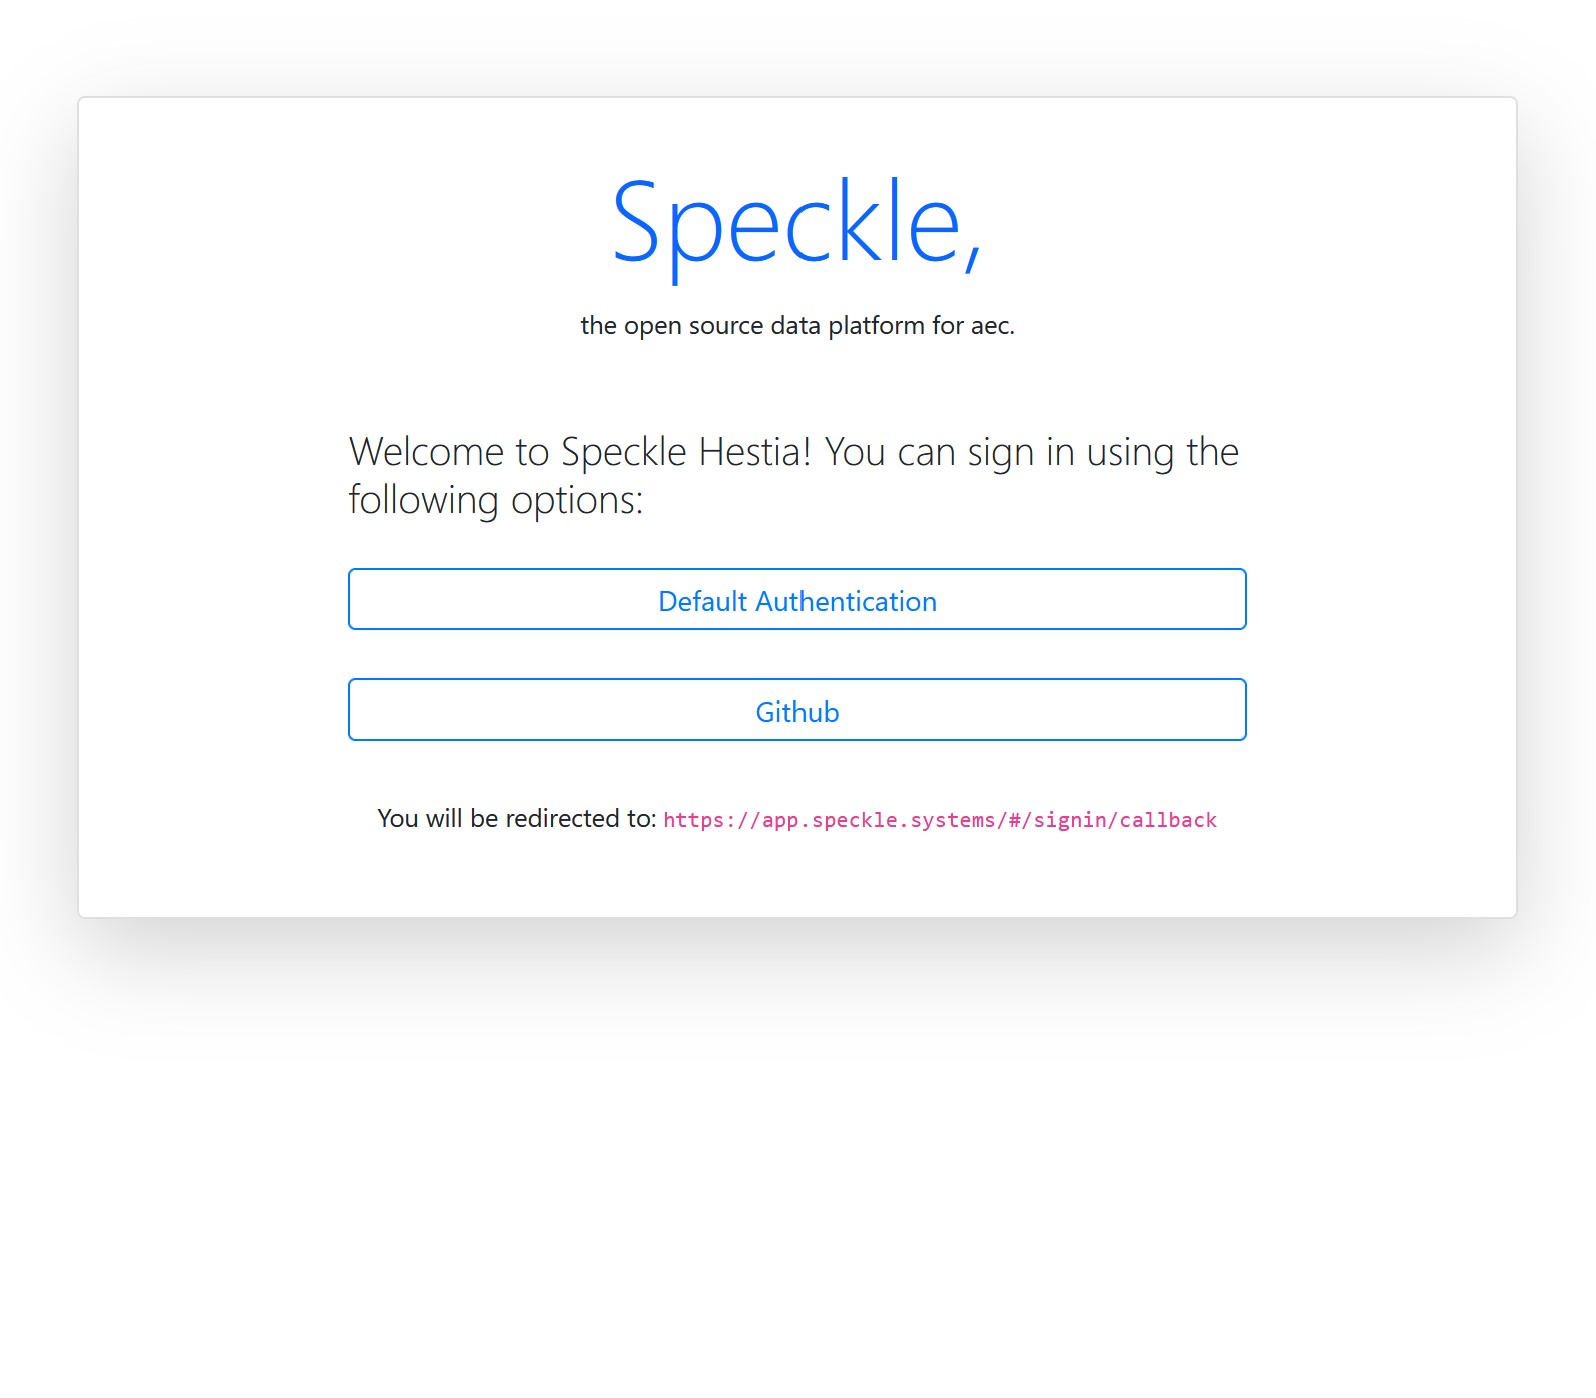 Speckle,
the open source data platform for aec.
Welcome to Speckle Hestia! You can sign in using the
following options:
Default Authentication
Github
You will be redirected to: https://app.speckle.systems/#/signin/callback